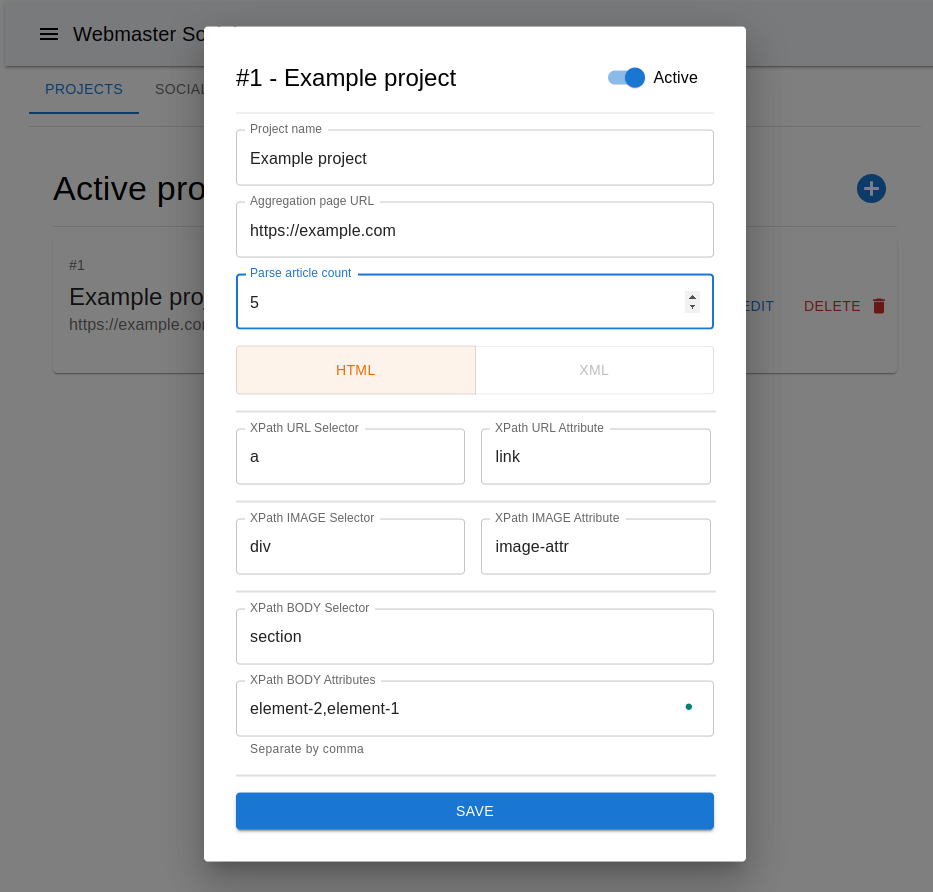 Webmaster So
#1 - Example project
Active
PROJECTS
SOCIAL
Project name
Example project
Aggregation page URL
https://example.com
Active pro
Parse article count
5
#1
Example proj
https://example.com
EDIT
DELETE
HTML
XML
XPath URL Selector
a
XPath URL Attribute
link
XPath IMAGE Selector
div
XPath IMAGE Attribute
image-attr
XPath BODY Selector
section
XPath BODY Attributes
element-2,element-1
Separate by comma
SAVE